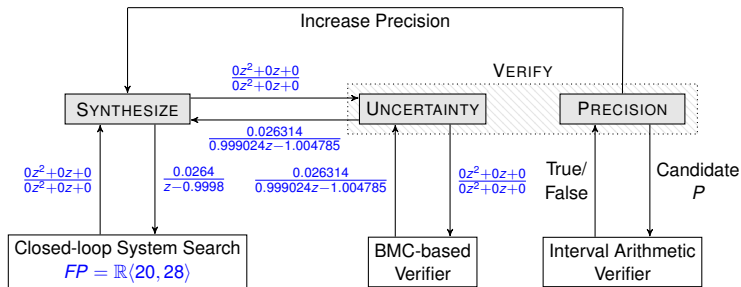 Increase Precision
VERIFY
(0z²+0z+0)/(0z²+0z+0)
SYNTHESIZE
UNCERTAINTY
PRECISION
0.026314/(0.999024z−1.004785)
(0z²+0z+0)/(0z²+0z+0)
0.0264/(z−0.9998)
0.026314/(0.999024z−1.004785)
(0z²+0z+0)/(0z²+0z+0)
True/
False
Candidate
P
Closed-loop System Search
FP = ℝ⟨20, 28⟩
BMC-based
Verifier
Interval Arithmetic
Verifier